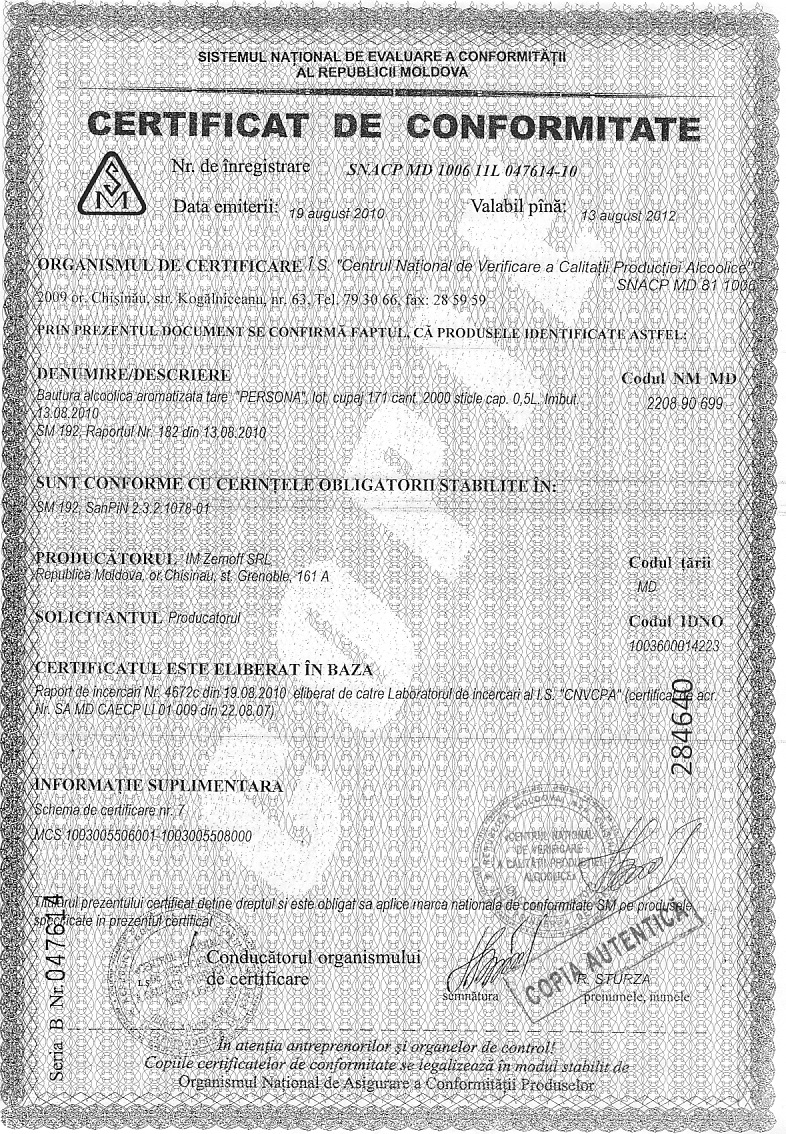 SISTEMUL NAȚIONAL DE EVALUARE A CONFORMITĂȚII
AL REPUBLICII MOLDOVA
CERTIFICAT DE CONFORMITATE
SM
Nr. de înregistrare SNACP MD 1006 11L 047614-10
Data emiterii: 19 august 2010 Valabil pînă: 13 august 2012
ORGANISMUL DE CERTIFICARE Î.S. "Centrul Național de Verificare a Calitații Producției Alcoolice"
SNACP MD 81 1006
2009 or. Chișinău, str. Kogălniceanu, nr. 63, Tel. 79 30 66, fax: 28 59 59
PRIN PREZENTUL DOCUMENT SE CONFIRMĂ FAPTUL, CĂ PRODUSELE IDENTIFICATE ASTFEL:
DENUMIRE/DESCRIERE Codul NM MD
Bautura alcoolica aromatizata tare "PERSONA", lot, cupaj 171 cant. 2000 sticle cap. 0,5L. Imbut. 2208 90 699
13.08.2010
SM 192, Raportul Nr. 182 din 13.08.2010
SUNT CONFORME CU CERINȚELE OBLIGATORII STABILITE ÎN:
SM 192, SanPiN 2.3.2.1078-01
PRODUCĂTORUL IM Zernoff SRL Codul țării
Republica Moldova, or.Chisinau, st. Grenoble, 161 A MD
SOLICITANTUL Producatorul Codul IDNO
1003600014223
CERTIFiCATUL ESTE ELIBERAT ÎN BAZA
Raport de incercari Nr. 4672c din 19.08.2010 eliberat de catre Laboratorul de incercari al I.S. "CNVCPA" (certificat de acr.
Nr. SA MD CAECP LI 01 009 din 22.08.07)
284640
INFORMAȚIE SUPLIMENTARA
Schema de certificare nr. 7
MCS 1003005506001-1003005508000
CENTRUL NAȚIONAL
DE VERIFICARE
A CALITĂȚII PRODUCȚIEI
ALCOOLICE
Titularul prezentului certificat define dreptul si este obligat sa aplice marca nationala de conformitate SM pe produsele
specificate in prezentul certificat
Seria B Nr. 047614
L.Ș.
Conducătorul organismului
de certificare
COPIA AUTENTICA
R. STURZA
semnătura prenumele, numele
În atenția antreprenorilor și organelor de control!
Copiile certificatelor de conformitate se legalizează în modul stabilit de
Organismul Național de Asigurare a Conformității Produselor
COPIE